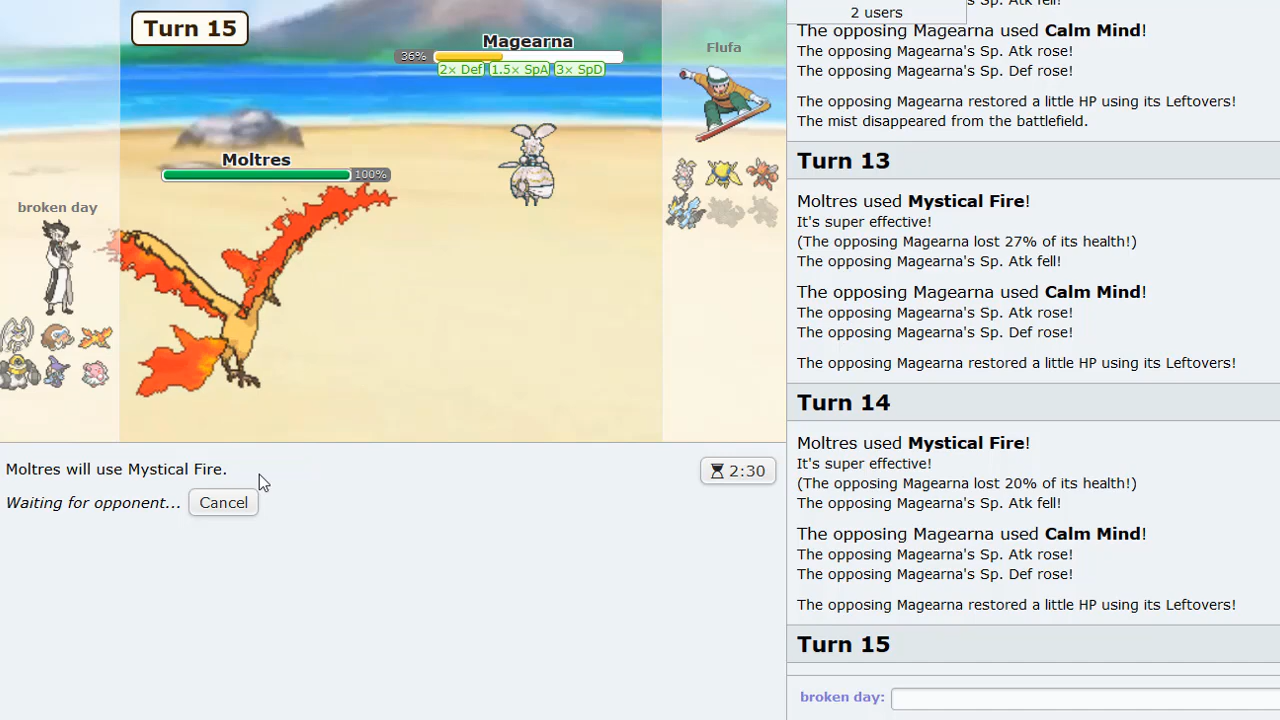 Turn 15
Magearna
36%
2× Def 1.5× SpA 3× SpD
Moltres
100%
broken day
Flufa
Moltres will use Mystical Fire.
Waiting for opponent... Cancel
2:30
2 users
The opposing Magearna used Calm Mind!
The opposing Magearna's Sp. Atk rose!
The opposing Magearna's Sp. Def rose!
The opposing Magearna restored a little HP using its Leftovers!
The mist disappeared from the battlefield.
Turn 13
Moltres used Mystical Fire!
It's super effective!
(The opposing Magearna lost 27% of its health!)
The opposing Magearna's Sp. Atk fell!
The opposing Magearna used Calm Mind!
The opposing Magearna's Sp. Atk rose!
The opposing Magearna's Sp. Def rose!
The opposing Magearna restored a little HP using its Leftovers!
Turn 14
Moltres used Mystical Fire!
It's super effective!
(The opposing Magearna lost 20% of its health!)
The opposing Magearna's Sp. Atk fell!
The opposing Magearna used Calm Mind!
The opposing Magearna's Sp. Atk rose!
The opposing Magearna's Sp. Def rose!
The opposing Magearna restored a little HP using its Leftovers!
Turn 15
broken day: